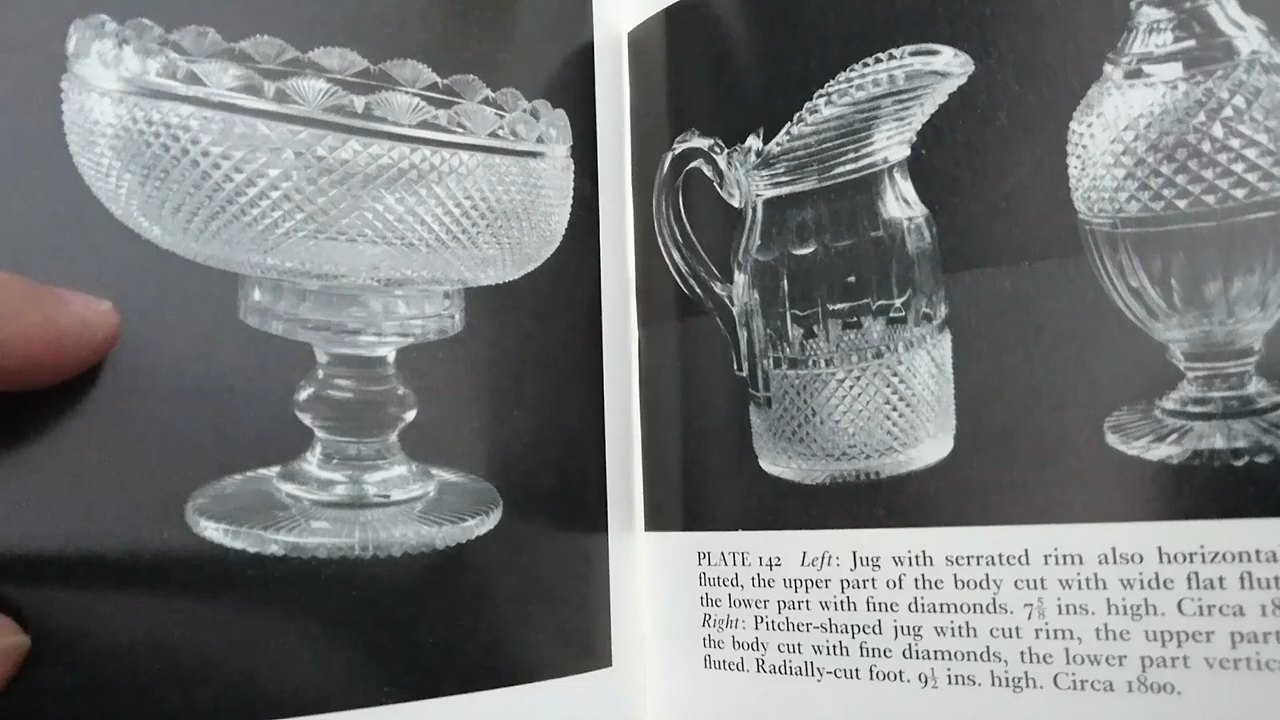 PLATE 142 Left: Jug with serrated rim also horizonta
fluted, the upper part of the body cut with wide flat flut
the lower part with fine diamonds. 7⅝ ins. high. Circa 18
Right: Pitcher-shaped jug with cut rim, the upper part
the body cut with fine diamonds, the lower part vertic
fluted. Radially-cut foot. 9½ ins. high. Circa 1800.